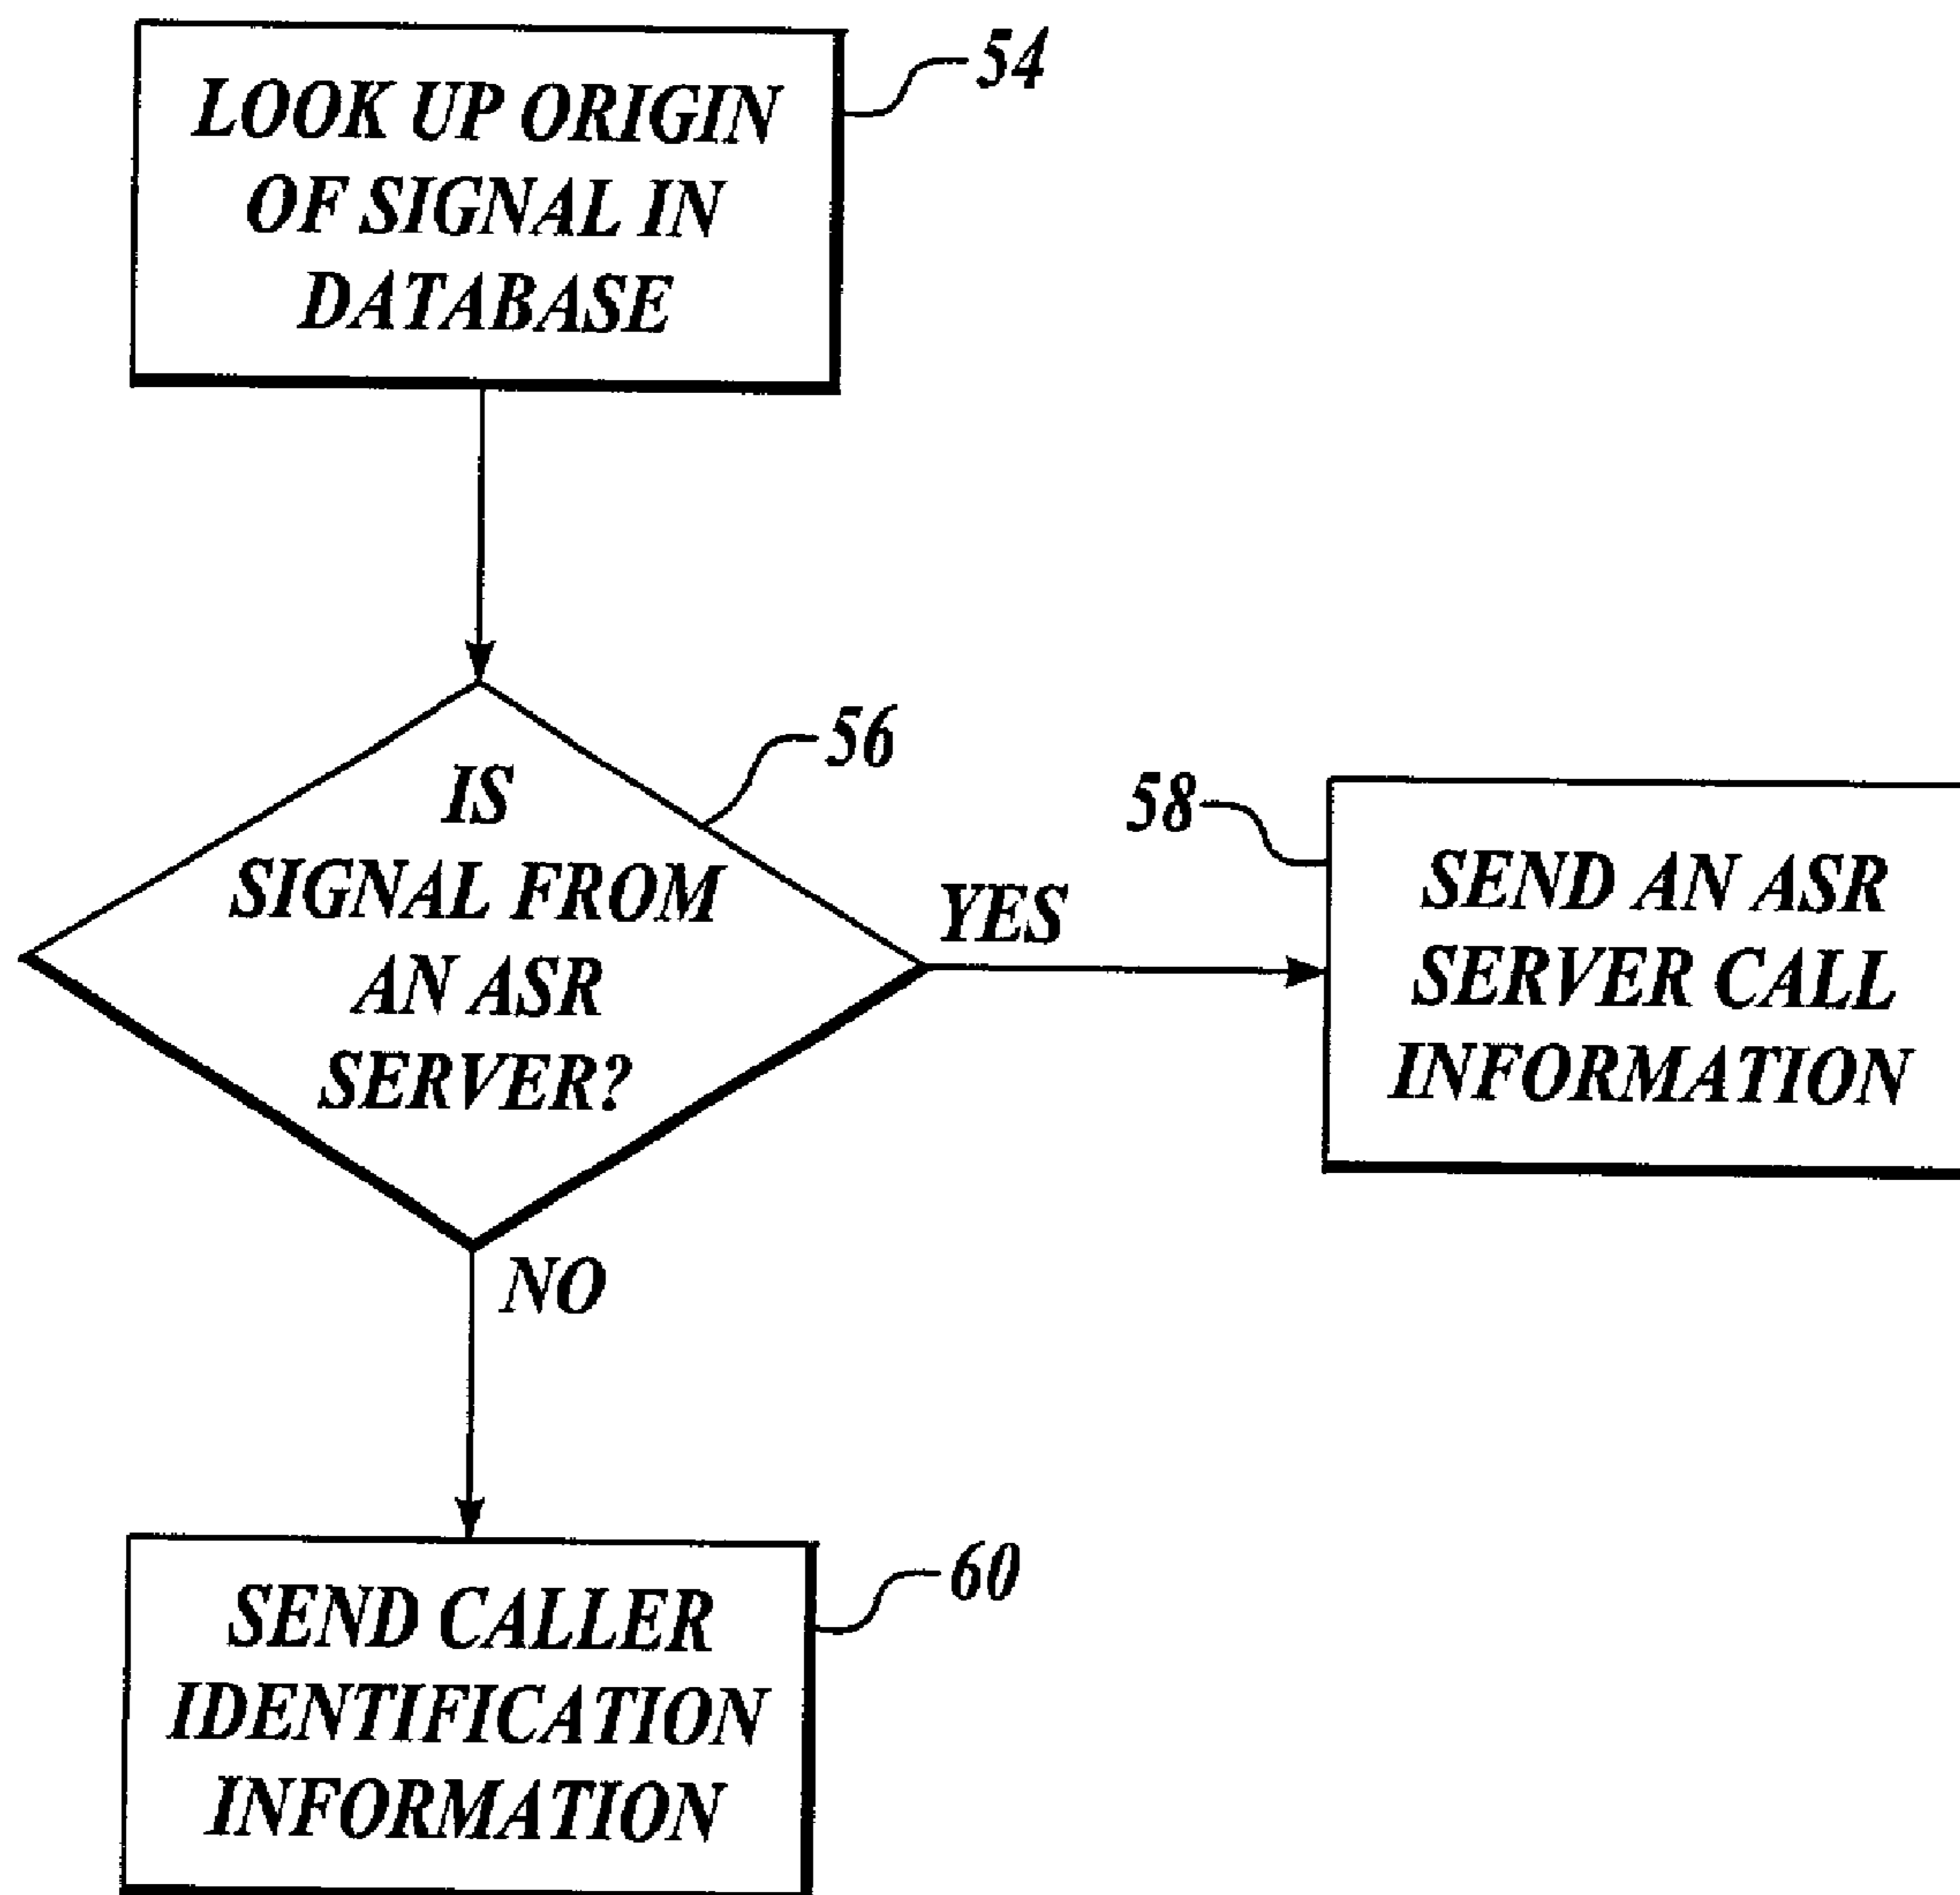 LOOK UP ORIGIN
OF SIGNAL IN
DATABASE
54
IS
SIGNAL FROM
AN ASR
SERVER?
56
YES
58
SEND AN ASR
SERVER CALL
INFORMATION
NO
SEND CALLER
IDENTIFICATION
INFORMATION
60